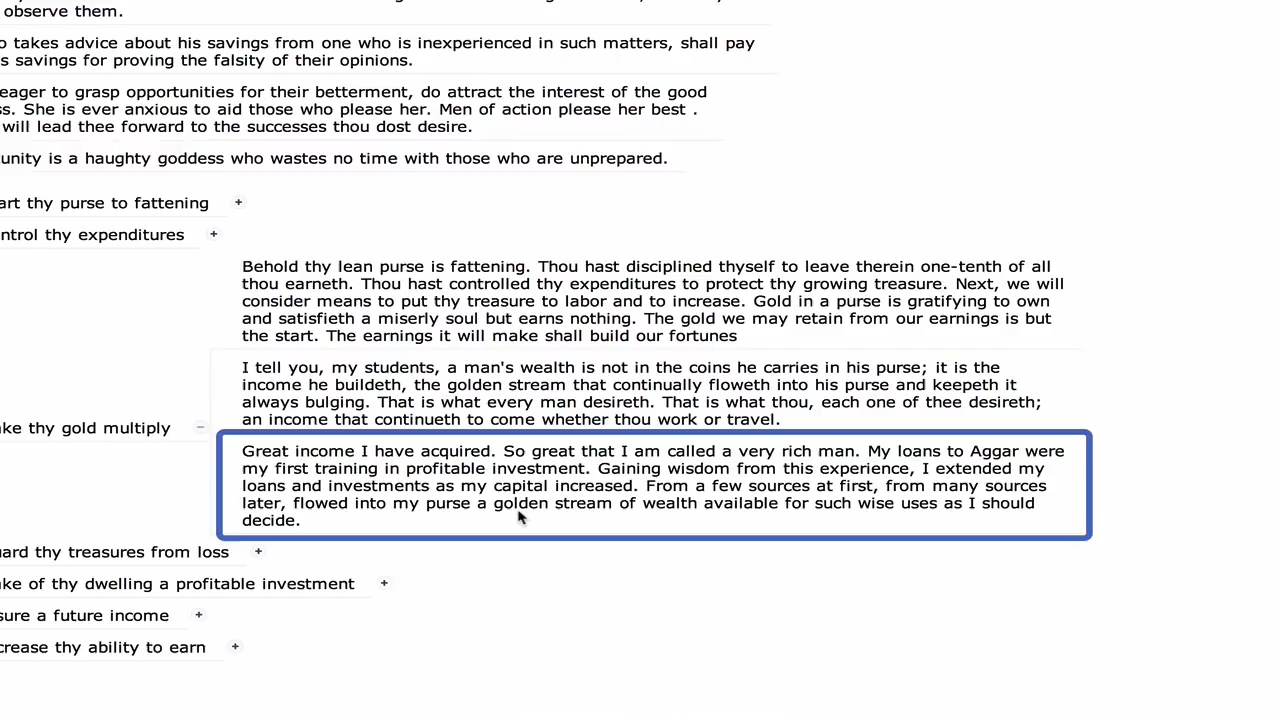 observe them.
takes advice about his savings from one who is inexperienced in such matters, shall pay
savings for proving the falsity of their opinions.
eager to grasp opportunities for their betterment, do attract the interest of the good
She is ever anxious to aid those who please her. Men of action please her best .
will lead thee forward to the successes thou dost desire.
unity is a haughty goddess who wastes no time with those who are unprepared.
art thy purse to fattening +
ntrol thy expenditures +
Behold thy lean purse is fattening. Thou hast disciplined thyself to leave therein one-tenth of all
thou earneth. Thou hast controlled thy expenditures to protect thy growing treasure. Next, we will
consider means to put thy treasure to labor and to increase. Gold in a purse is gratifying to own
and satisfieth a miserly soul but earns nothing. The gold we may retain from our earnings is but
the start. The earnings it will make shall build our fortunes
I tell you, my students, a man's wealth is not in the coins he carries in his purse; it is the
income he buildeth, the golden stream that continually floweth into his purse and keepeth it
always bulging. That is what every man desireth. That is what thou, each one of thee desireth;
an income that continueth to come whether thou work or travel.
ke thy gold multiply −
Great income I have acquired. So great that I am called a very rich man. My loans to Aggar were
my first training in profitable investment. Gaining wisdom from this experience, I extended my
loans and investments as my capital increased. From a few sources at first, from many sources
later, flowed into my purse a golden stream of wealth available for such wise uses as I should
decide.
ard thy treasures from loss +
ke of thy dwelling a profitable investment +
sure a future income +
crease thy ability to earn +